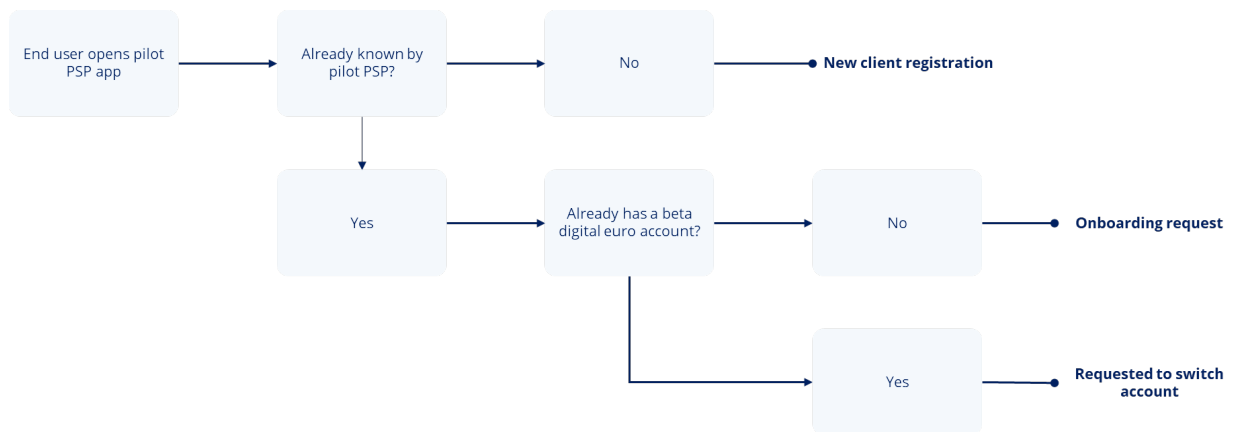 End user opens pilot
PSP app
Already known by
pilot PSP?
No
New client registration
Yes
Already has a beta
digital euro account?
No
Onboarding request
Yes
Requested to switch
account